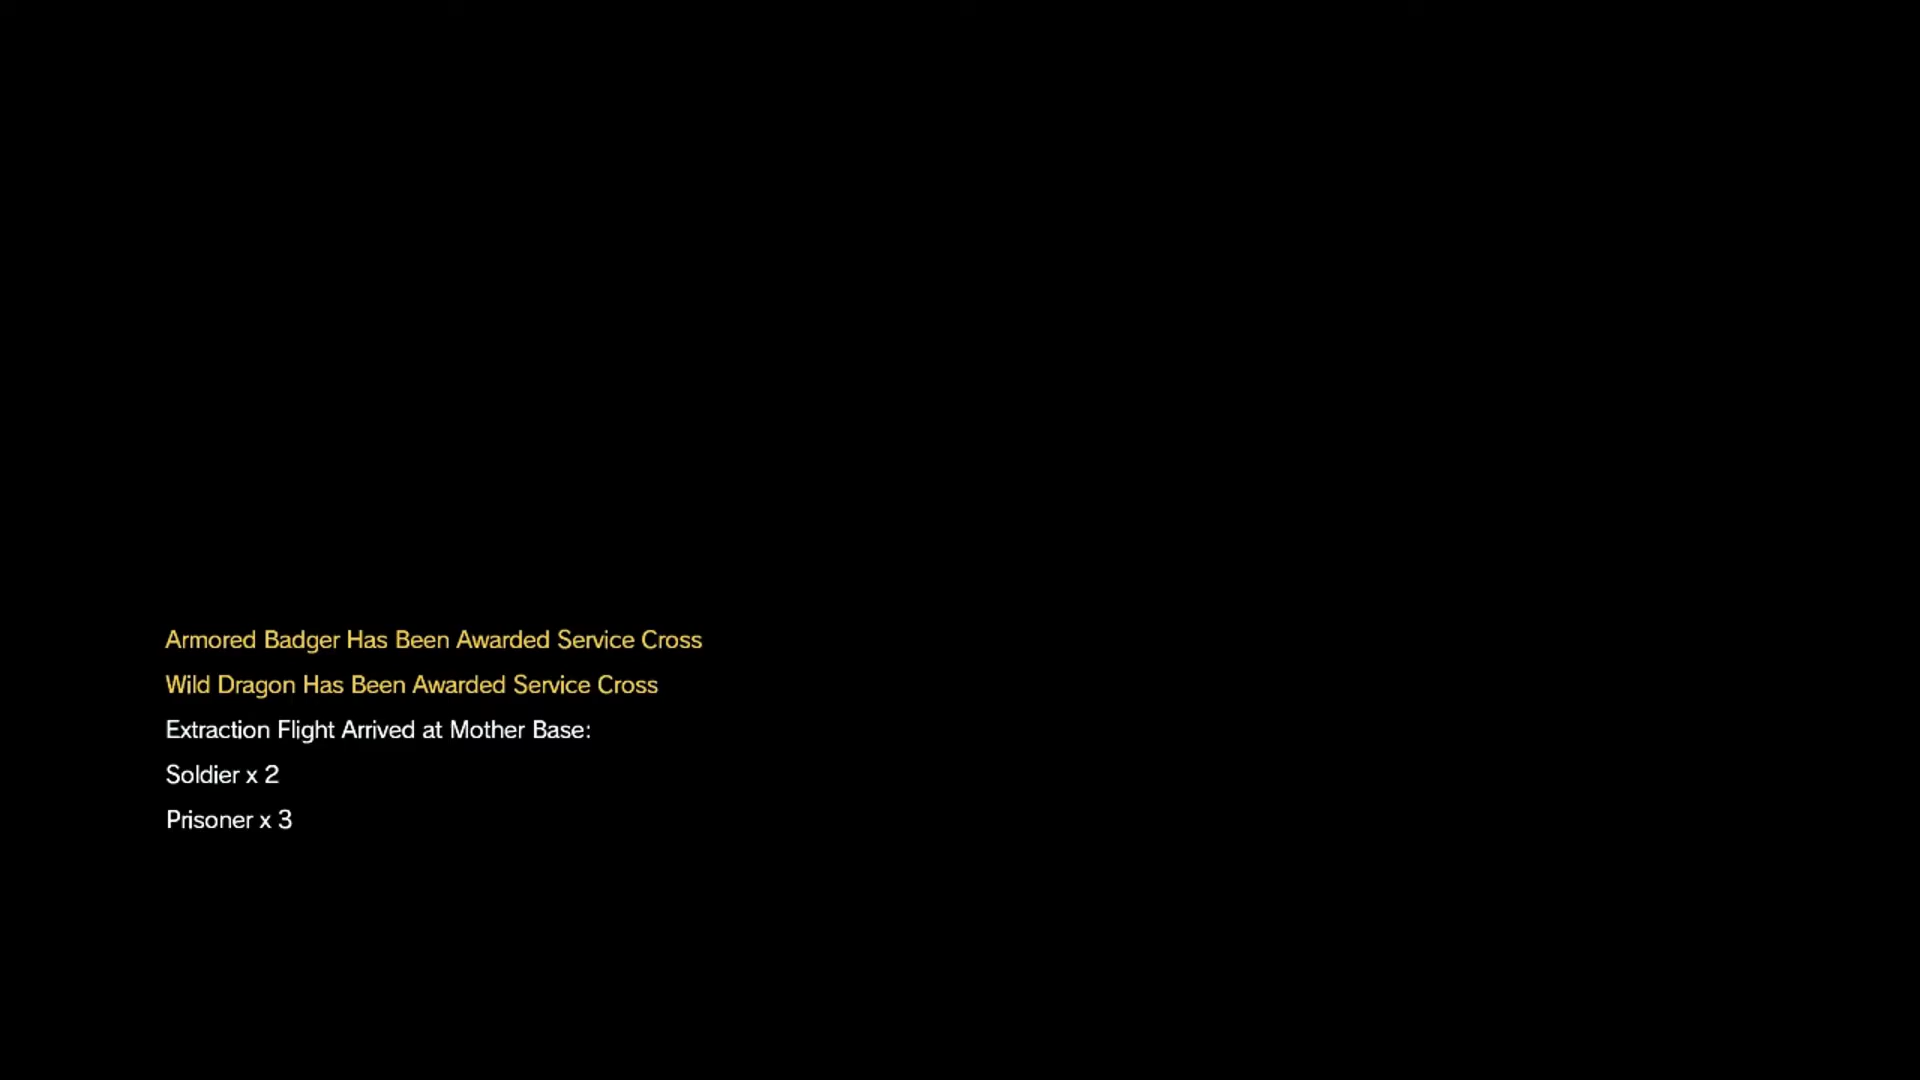 Armored Badger Has Been Awarded Service Cross
Wild Dragon Has Been Awarded Service Cross
Extraction Flight Arrived at Mother Base:
Soldier x 2
Prisoner x 3